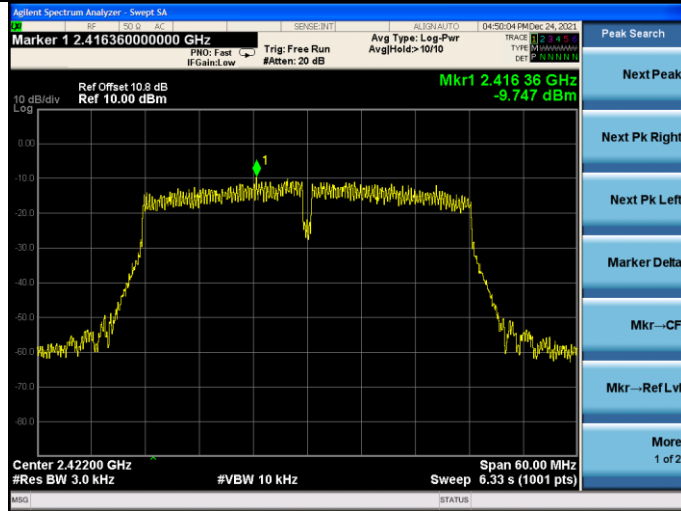 Agilent Spectrum Analyzer - Swept SA
RF 50 Ω AC SENSE:INT ALIGN AUTO 04:50:04 PM Dec 24, 2021
Marker 1 2.416360000000 GHz
PNO: Fast
IFGain:Low
Trig: Free Run
#Atten: 20 dB
Avg Type: Log-Pwr
Avg|Hold:> 10/10
TRACE 1 2 3 4 5 6
TYPE M
DET P N N N N N
Ref Offset 10.8 dB
Ref 10.00 dBm
Mkr1 2.416 36 GHz
-9.747 dBm
10 dB/div
Log
0.00
-10.0
-20.0
-30.0
-40.0
-50.0
-60.0
-70.0
-80.0
1
Center 2.42200 GHz
#Res BW 3.0 kHz
#VBW 10 kHz
Span 60.00 MHz
Sweep 6.33 s (1001 pts)
MSG
STATUS
Peak Search
Next Peak
Next Pk Right
Next Pk Left
Marker Delta
Mkr→CF
Mkr→Ref Lvl
More
1 of 2